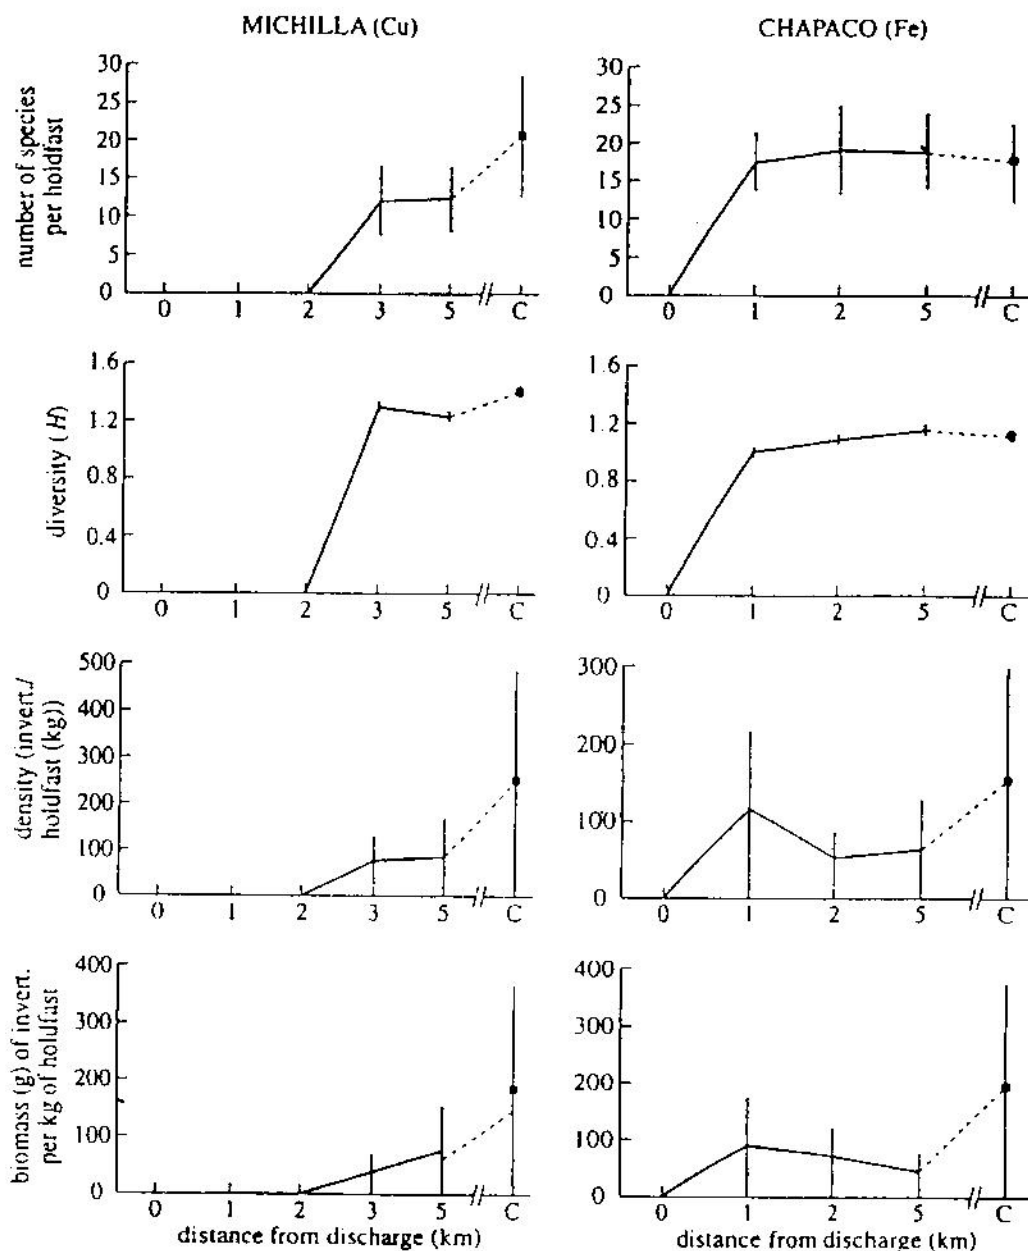 MICHILLA (Cu)
CHAPACO (Fe)
number of species
per holdfast
30
25
20
15
10
5
0
0 1 2 3 5 C
30
25
20
15
10
5
0
0 1 2 5 C
diversity (H)
1.6
1.2
0.8
0.4
0
0 1 2 3 5 C
1.6
1.2
0.8
0.4
0
0 1 2 5 C
density (invert./
holdfast (kg))
500
400
300
200
100
0
0 1 2 3 5 C
300
200
100
0
0 1 2 5 C
biomass (g) of invert.
per kg of holdfast
400
300
200
100
0
0 1 2 3 5 C
distance from discharge (km)
400
300
200
100
0
0 1 2 5 C
distance from discharge (km)